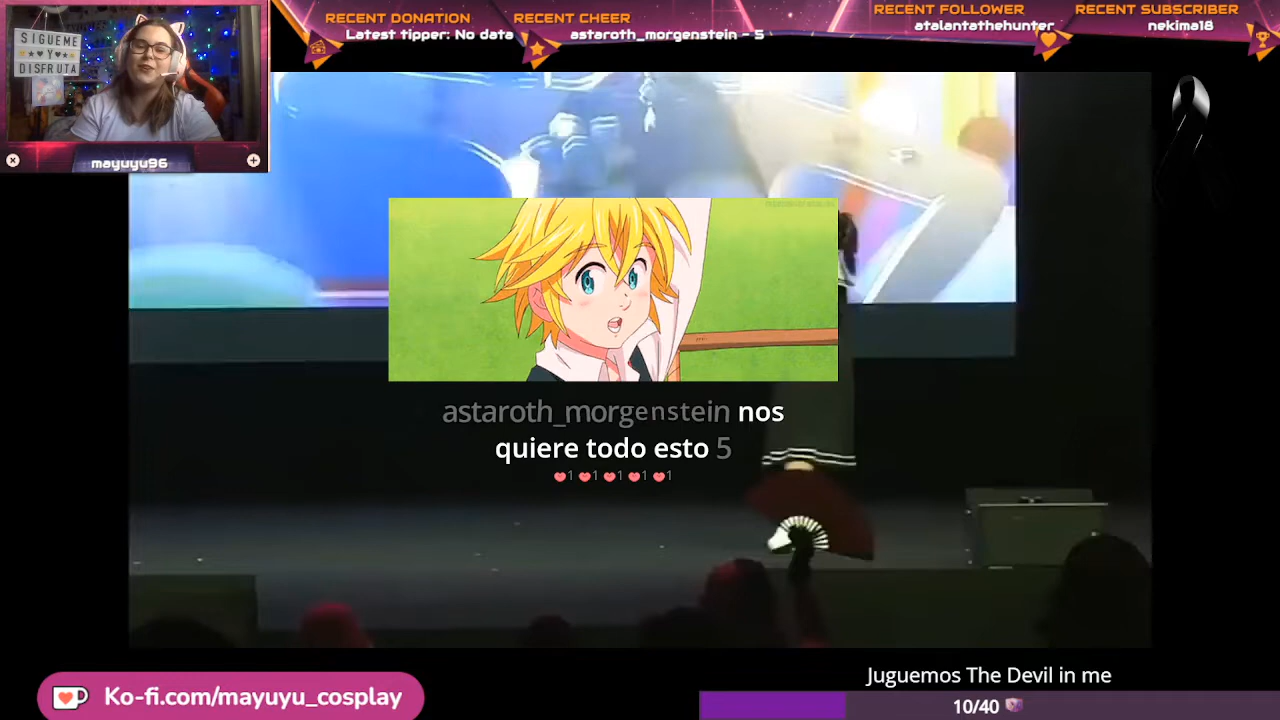 SIGUEME
Y
DISFRUTA
mayuyu96
RECENT DONATION
Latest tipper: No data
RECENT CHEER
astaroth_morgenstein - 5
RECENT FOLLOWER
atalantathehunter
RECENT SUBSCRIBER
nekima18
astaroth_morgenstein nos
quiere todo esto 5
1 1 1 1 1
Ko-fi.com/mayuyu_cosplay
Juguemos The Devil in me
10/40